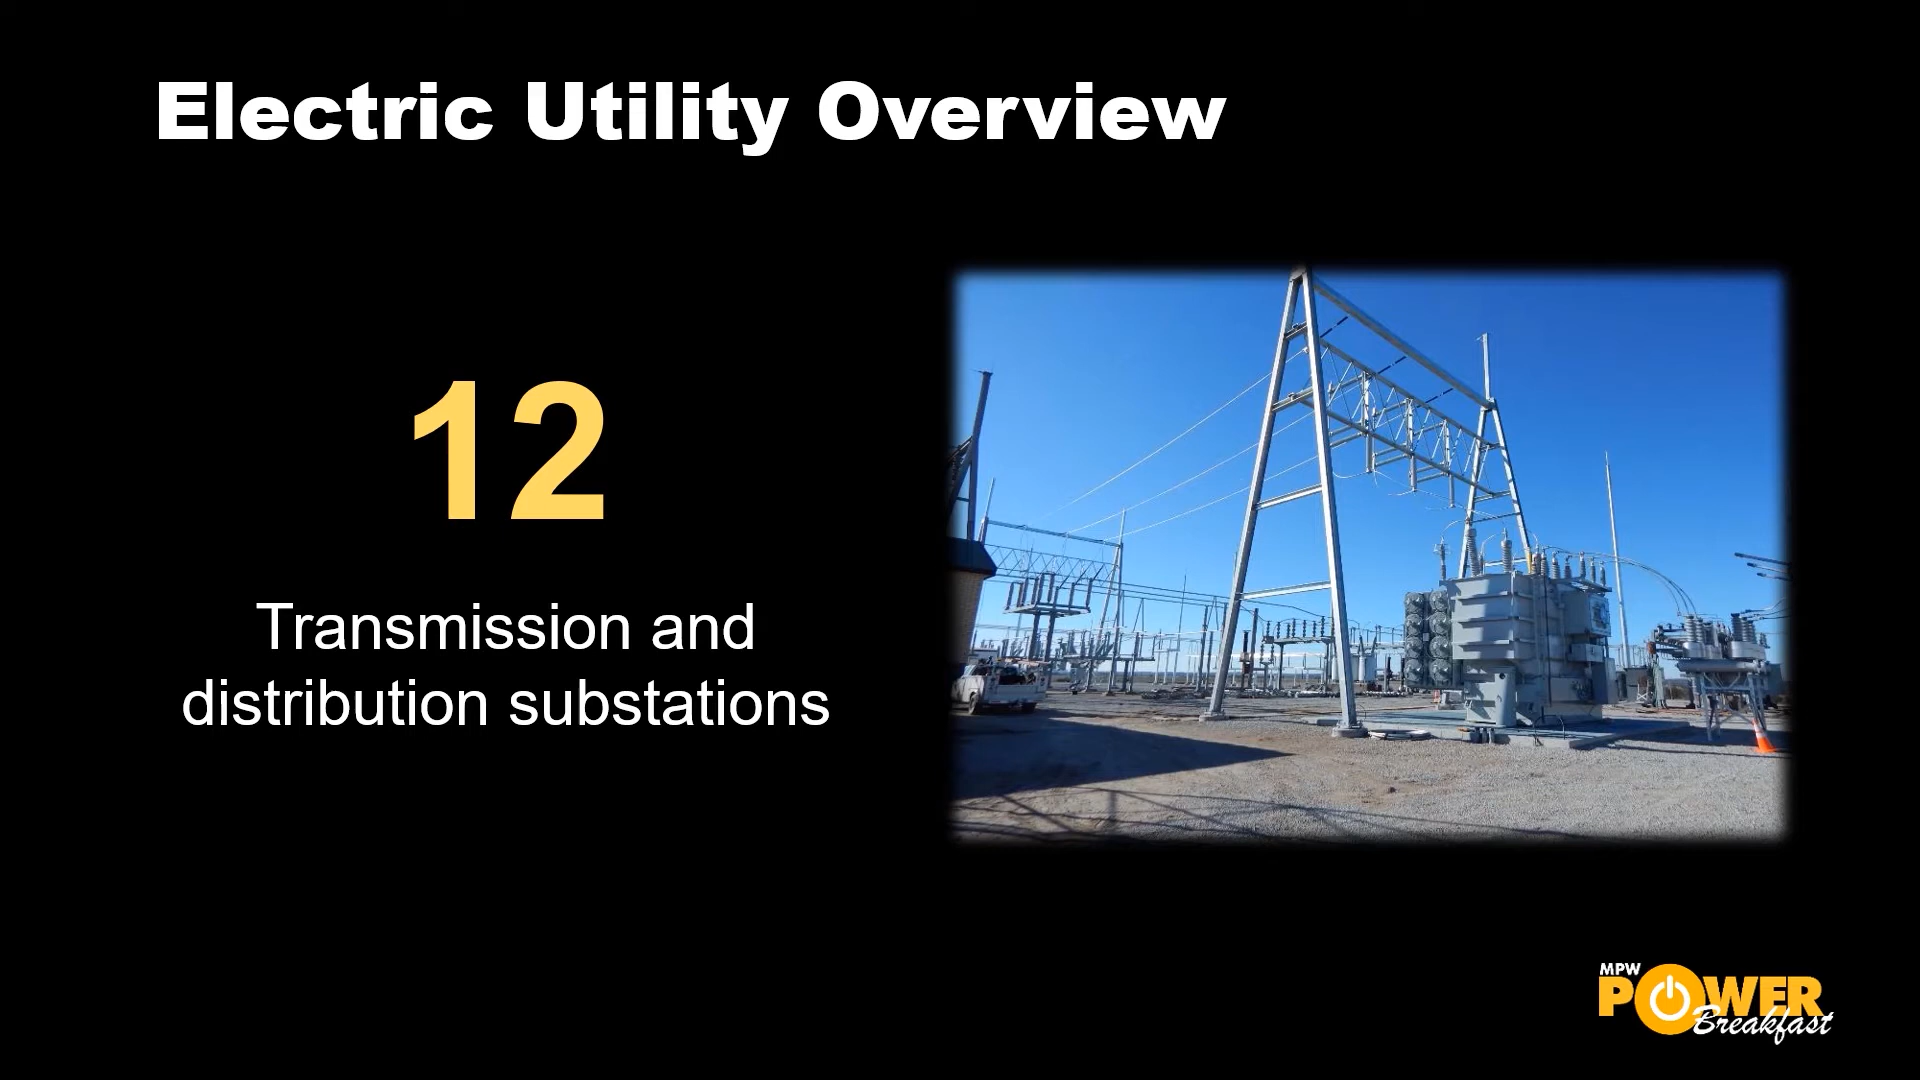 Electric Utility Overview
12
Transmission and
distribution substations
MPW
POWER
Breakfast